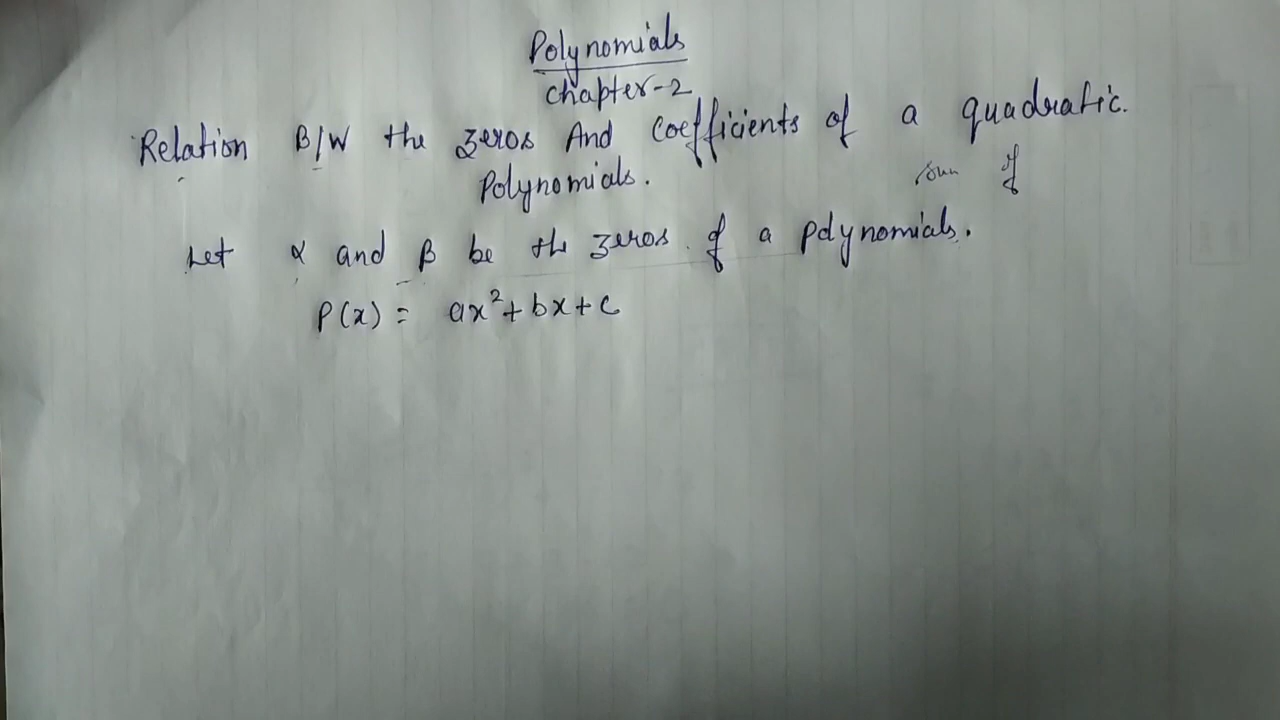 Polynomials
Chapter-2
Relation B/W the zeros And Coefficients of a quadratic.
Polynomials.
of
Let α and β be the zeros of a polynomials.
P(x) = ax²+bx+c